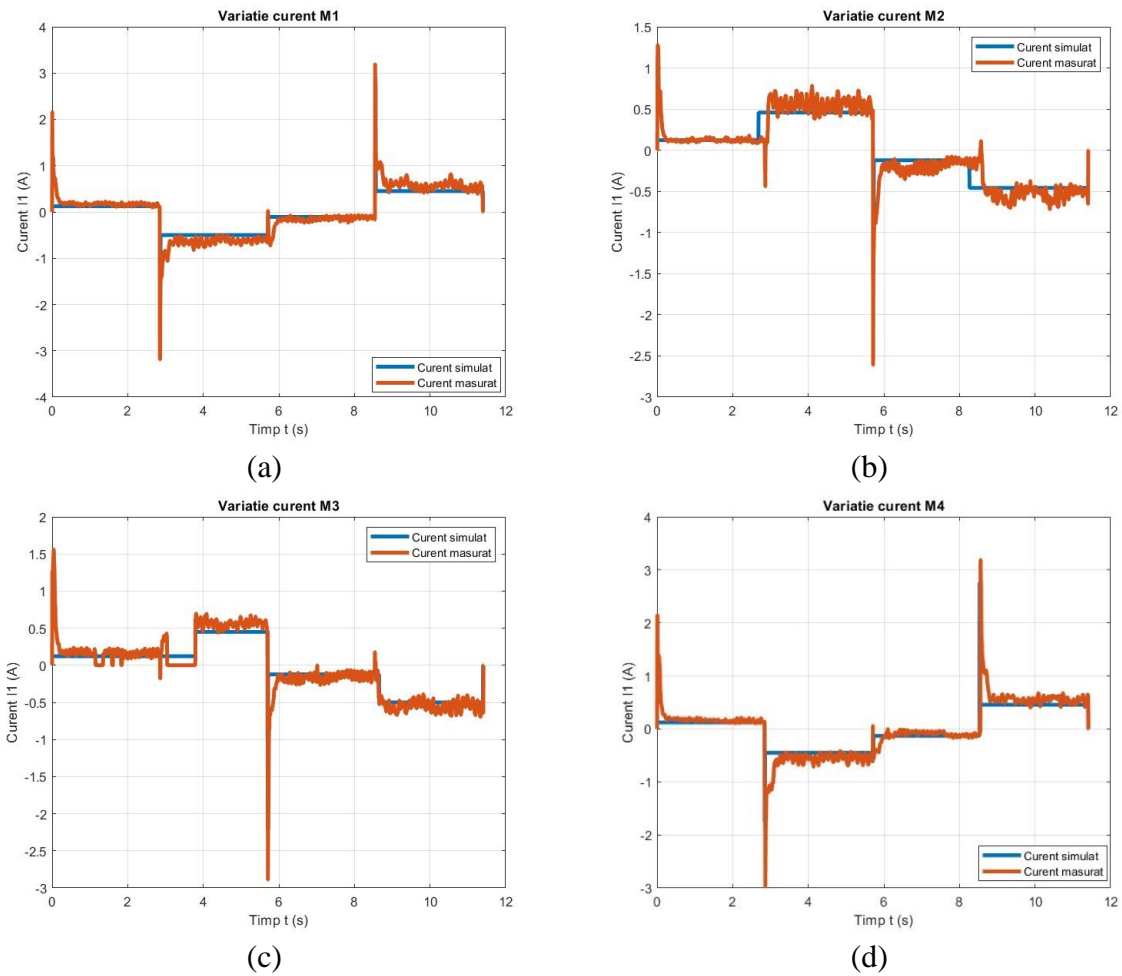 Variatie curent M1
Curent I1 (A)
4
3
2
1
0
-1
-2
-3
-4
Curent simulat
Curent masurat
0 2 4 6 8 10 12
Timp t (s)
(a)
Variatie curent M2
Curent I1 (A)
1.5
1
0.5
0
-0.5
-1
-1.5
-2
-2.5
-3
Curent simulat
Curent masurat
0 2 4 6 8 10 12
Timp t (s)
(b)
Variatie curent M3
Curent I1 (A)
2
1.5
1
0.5
0
-0.5
-1
-1.5
-2
-2.5
-3
Curent simulat
Curent masurat
0 2 4 6 8 10 12
Timp t (s)
(c)
Variatie curent M4
Curent I1 (A)
4
3
2
1
0
-1
-2
-3
Curent simulat
Curent masurat
0 2 4 6 8 10 12
Timp t (s)
(d)